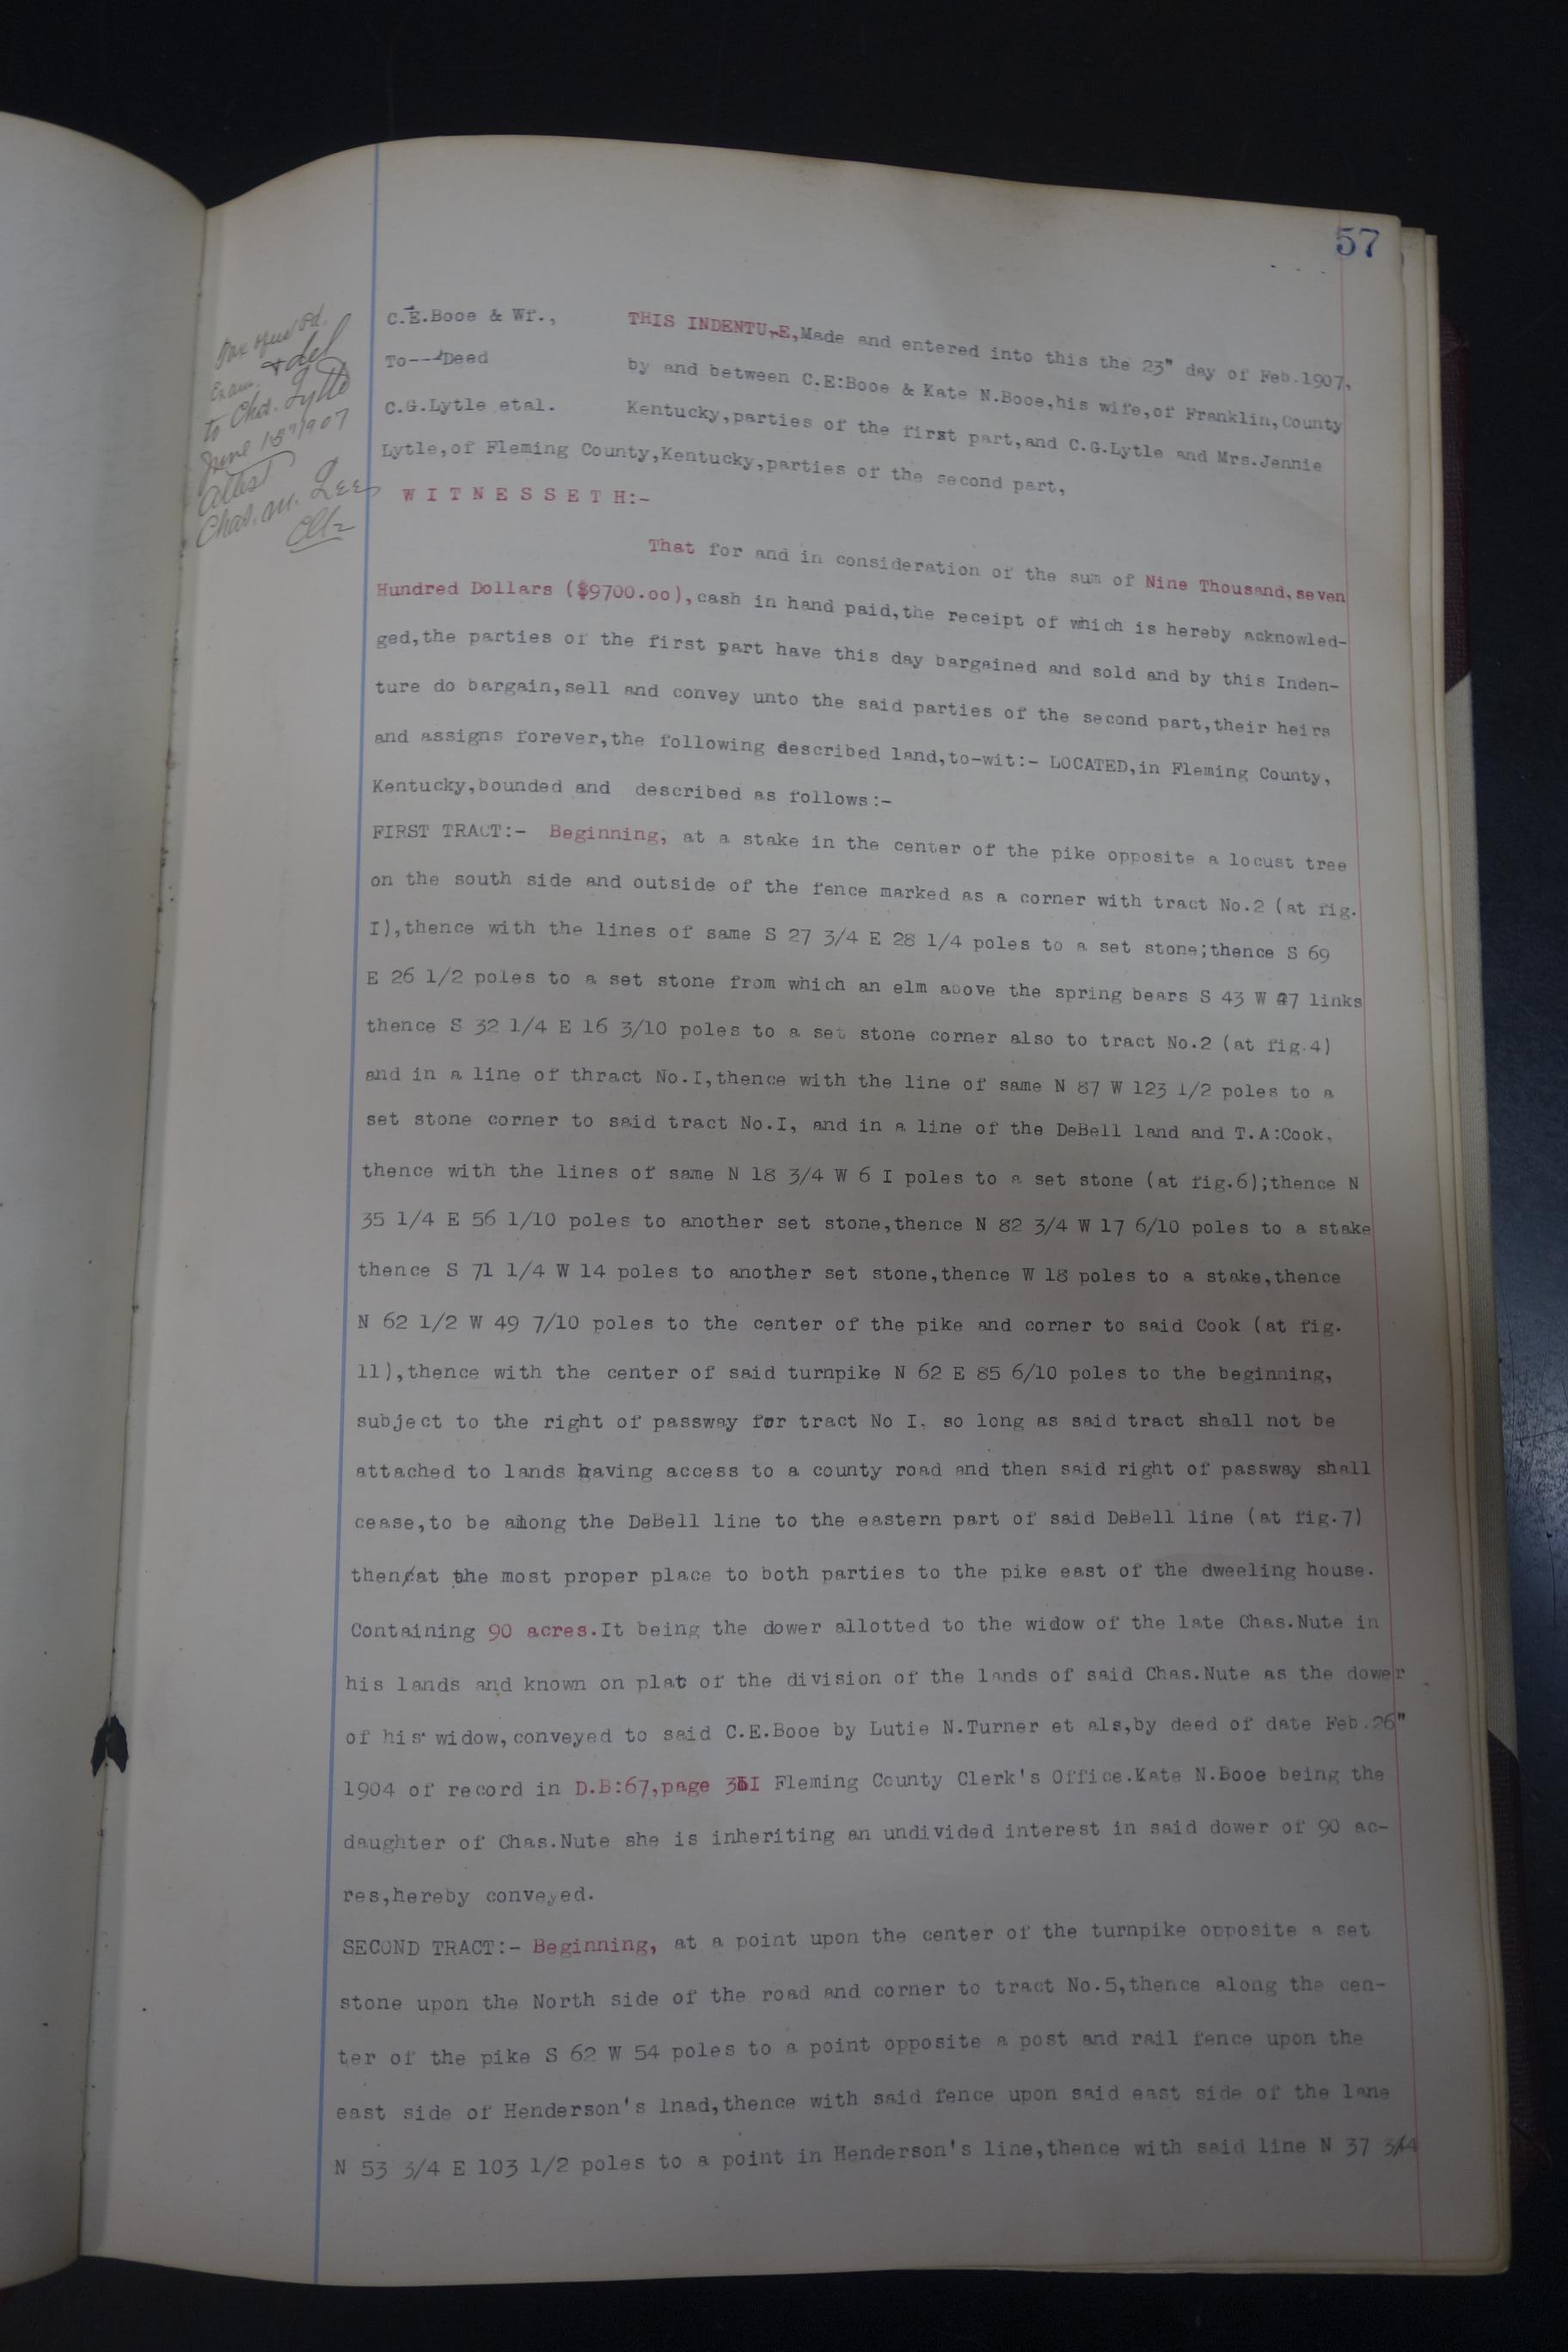 57
Exam. & del
to Chas. Lytle
June 15" 1907
Attest
Chas. M. Lee
Clk
C.E.Booe & Wf.,
To---Deed
C.G.Lytle etal.
THIS INDENTU-E,Made and entered into this the 23" day of Feb.1907,
by and between C.E:Booe & Kate N.Booe,his wife,of Franklin,County
Kentucky,parties of the first part,and C.G.Lytle and Mrs.Jennie
Lytle,of Fleming County,Kentucky,parties of the second part,
W I T N E S S E T H:-
That for and in consideration of the sum of Nine Thousand,seven
Hundred Dollars ($9700.oo),cash in hand paid,the receipt of which is hereby acknowled-
ged,the parties of the first part have this day bargained and sold and by this Inden-
ture do bargain,sell and convey unto the said parties of the second part,their heirs
and assigns forever,the following described land,to-wit:- LOCATED,in Fleming County,
Kentucky,bounded and described as follows:-
FIRST TRACT:- Beginning, at a stake in the center of the pike opposite a locust tree
on the south side and outside of the fence marked as a corner with tract No.2 (at fig.
I),thence with the lines of same S 27 3/4 E 28 1/4 poles to a set stone;thence S 69
E 26 1/2 poles to a set stone from which an elm above the spring bears S 43 W 47 links
thence S 32 1/4 E 16 3/10 poles to a set stone corner also to tract No.2 (at fig.4)
and in a line of thract No.I,thence with the line of same N 87 W 123 1/2 poles to a
set stone corner to said tract No.I, and in a line of the DeBell land and T.A:Cook,
thence with the lines of same N 18 3/4 W 6 I poles to a set stone (at fig.6);thence N
35 1/4 E 56 1/10 poles to another set stone,thence N 82 3/4 W 17 6/10 poles to a stake
thence S 71 1/4 W 14 poles to another set stone,thence W 18 poles to a stake,thence
N 62 1/2 W 49 7/10 poles to the center of the pike and corner to said Cook (at fig.
11),thence with the center of said turnpike N 62 E 85 6/10 poles to the beginning,
subject to the right of passway for tract No I, so long as said tract shall not be
attached to lands having access to a county road and then said right of passway shall
cease,to be along the DeBell line to the eastern part of said DeBell line (at fig.7)
then at the most proper place to both parties to the pike east of the dweeling house.
Containing 90 acres.It being the dower allotted to the widow of the late Chas.Nute in
his lands and known on plat of the division of the lands of said Chas.Nute as the dower
of his widow,conveyed to said C.E.Booe by Lutie N.Turner et als,by deed of date Feb.26"
1904 of record in D.B:67,page Fleming County Clerk's Office.Kate N.Booe being the
daughter of Chas.Nute she is inheriting an undivided interest in said dower of 90 ac-
res,hereby conveyed.
SECOND TRACT:- Beginning, at a point upon the center of the turnpike opposite a set
stone upon the North side of the road and corner to tract No.5,thence along the cen-
ter of the pike S 62 W 54 poles to a point opposite a post and rail fence upon the
east side of Henderson's lnad,thence with said fence upon said east side of the lane
N 53 3/4 E 103 1/2 poles to a point in Henderson's line,thence with said line N 37 3/4